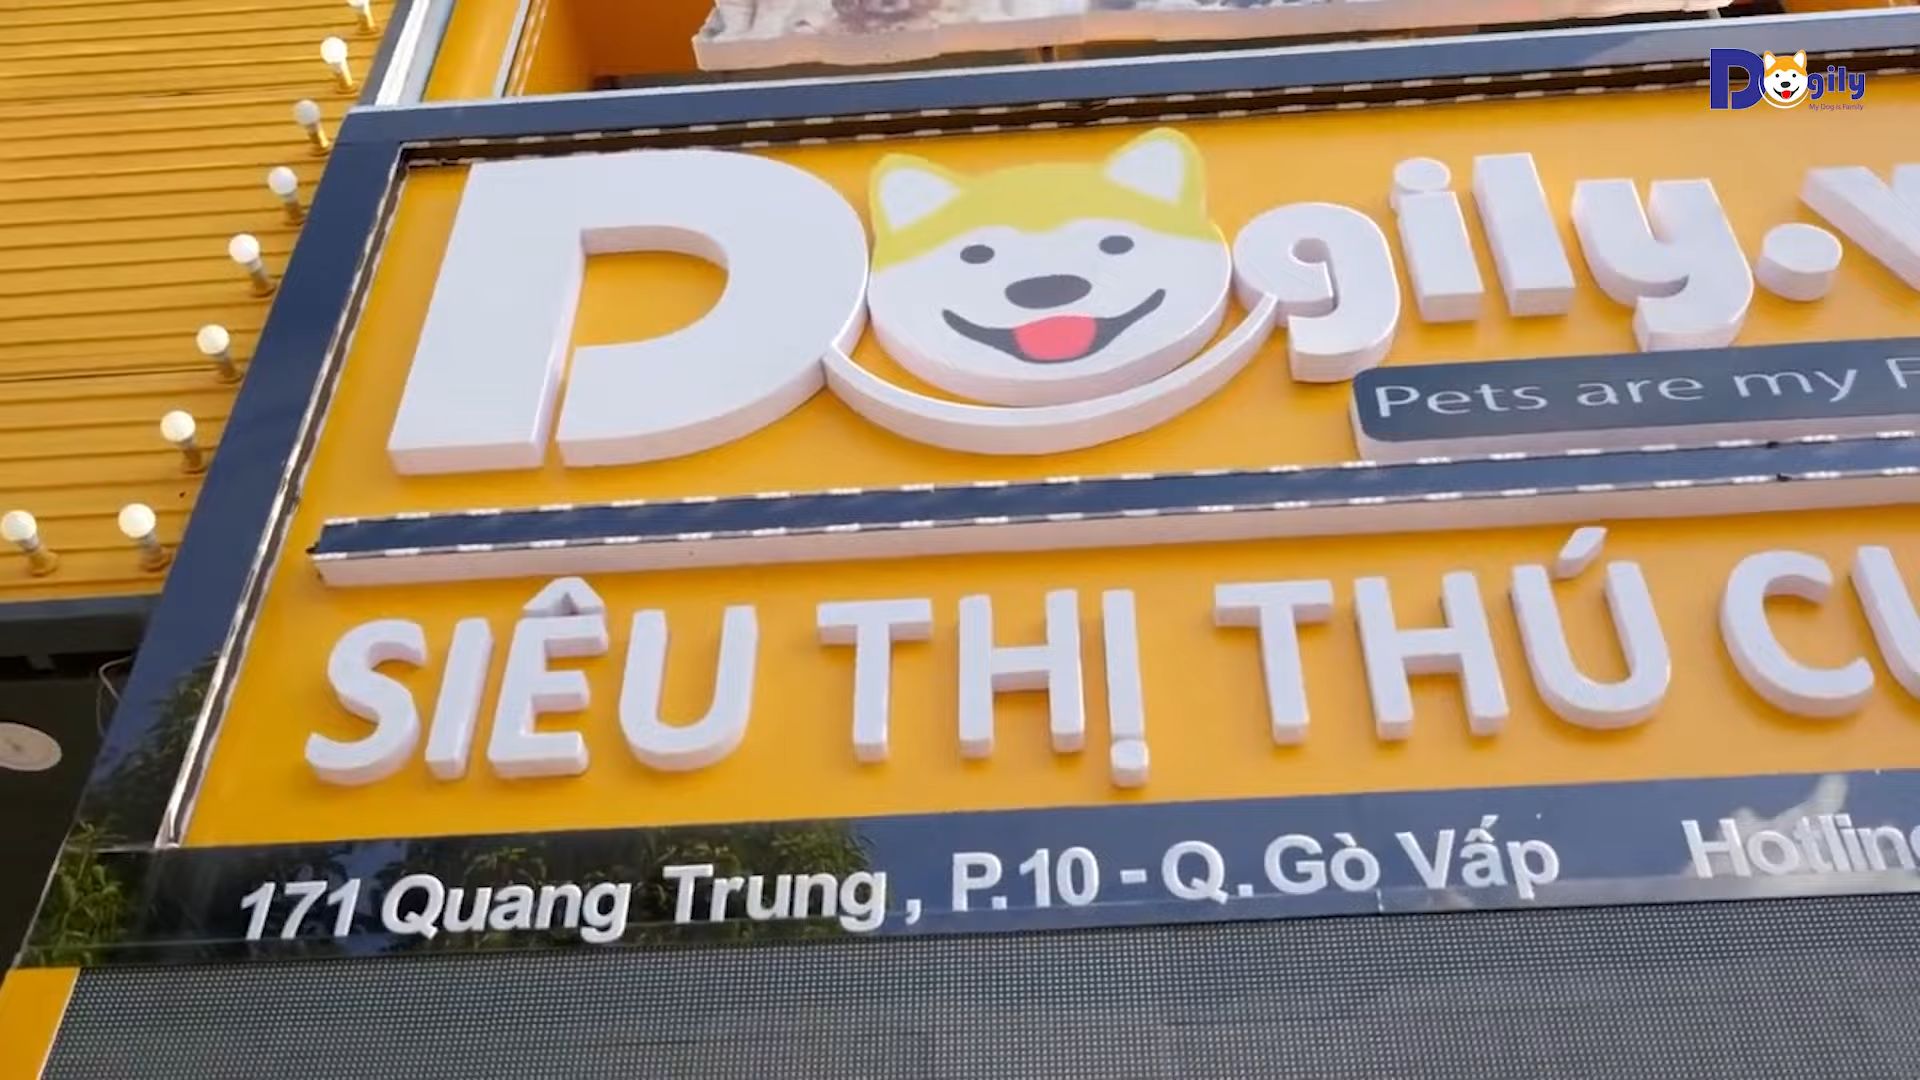 Dogily
My Dog is Family
Dogily.v
Pets are my F
SIÊU THỊ THÚ CƯ
171 Quang Trung, P.10 - Q. Gò Vấp Hotlin